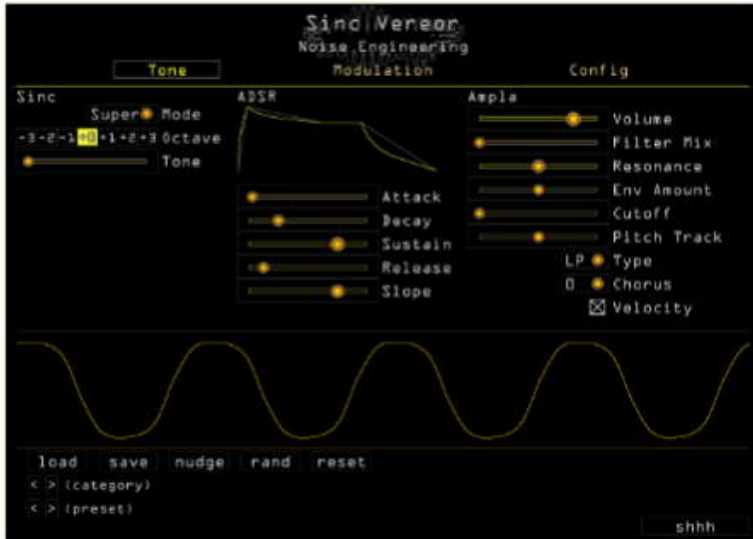 Sinc Vereor
Noise Engineering
Tone Modulation Config
Sinc
Super Mode
-3 -2 -1 +0 +1 +2 +3 Octave
Tone
ADSR
Attack
Decay
Sustain
Release
Slope
Ampla
Volume
Filter Mix
Resonance
Env Amount
Cutoff
Pitch Track
LP Type
0 Chorus
Velocity
load save nudge rand reset
< > (category)
< > (preset)
shhh